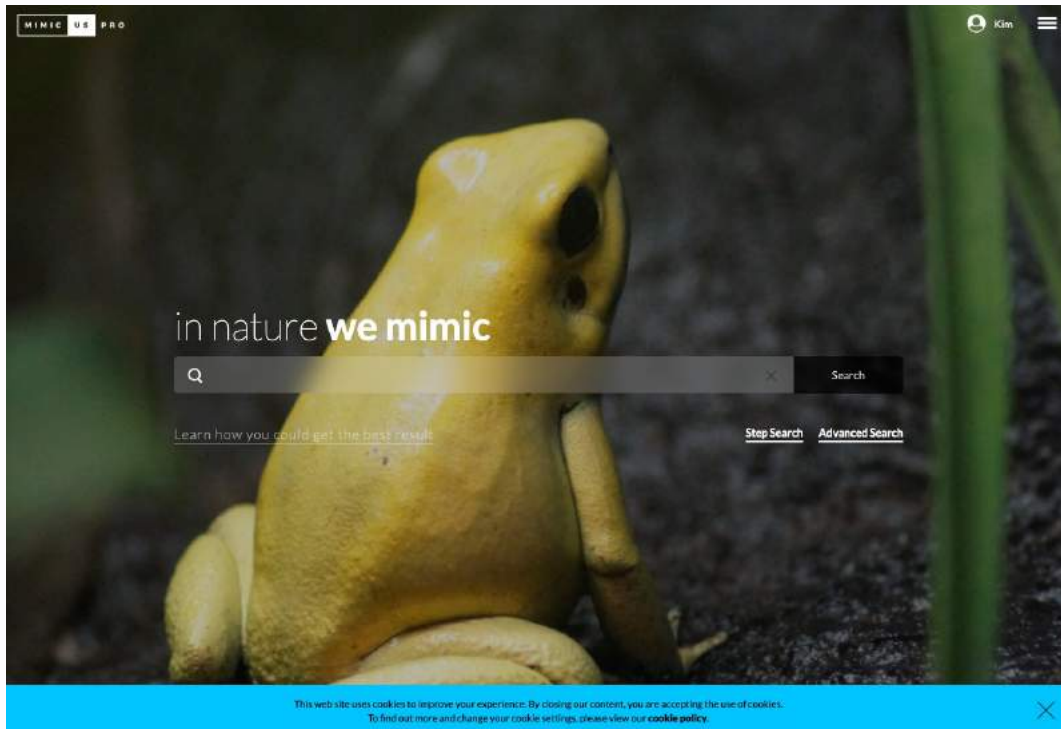 MIMIC US PRO
Kim
in nature we mimic
Search
Learn how you could get the best result
Step Search
Advanced Search
This web site uses cookies to improve your experience. By closing our content, you are accepting the use of cookies.
To find out more and change your cookie settings, please view our cookie policy.